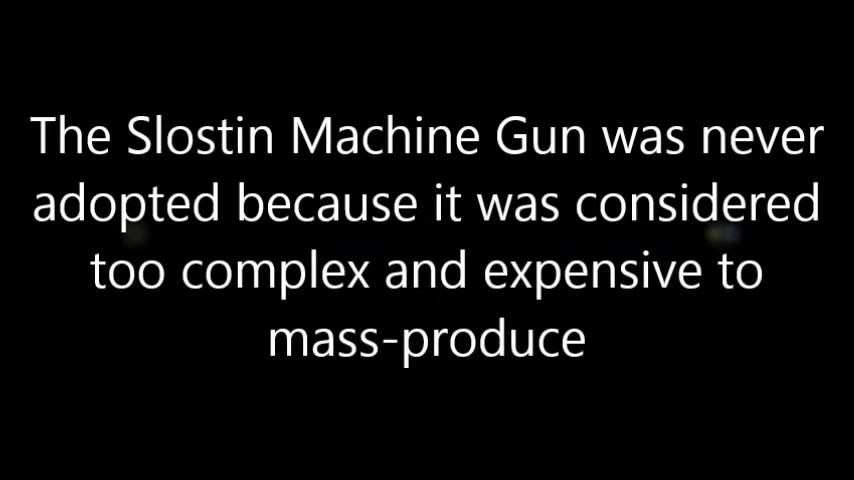 The Slostin Machine Gun was never
adopted because it was considered
too complex and expensive to
mass-produce